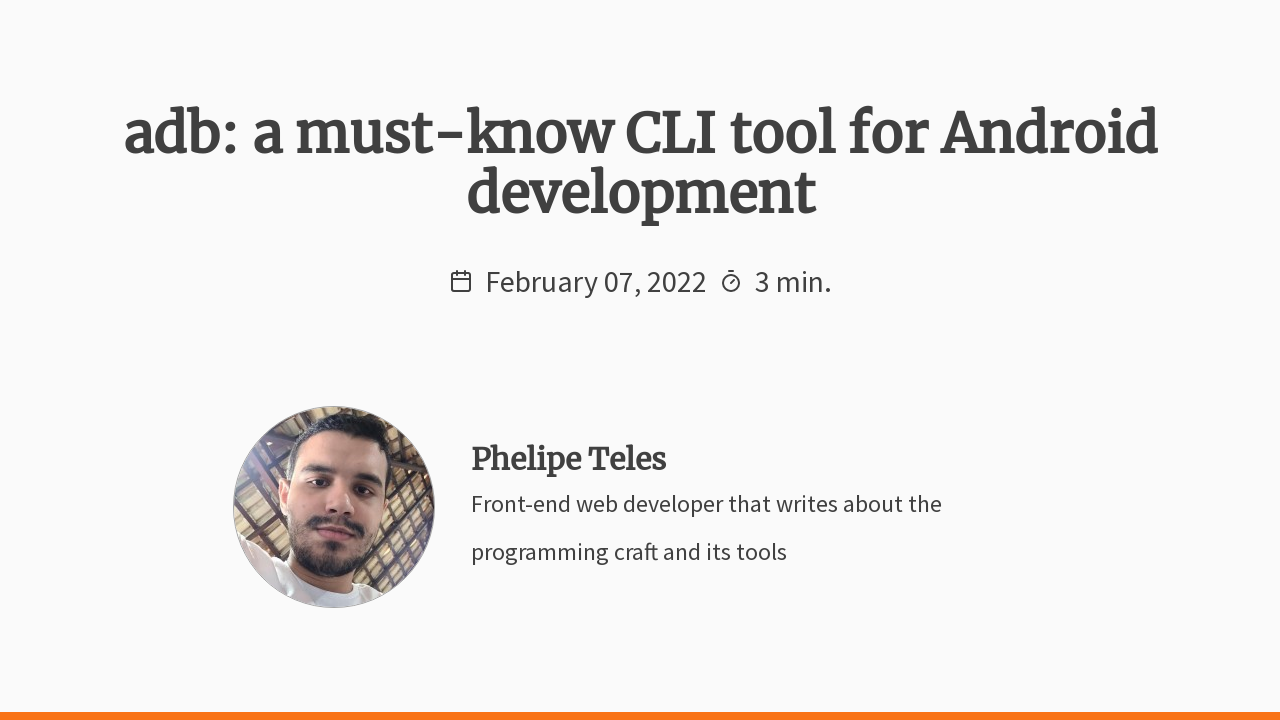 adb: a must-know CLI tool for Android
development
February 07, 2022 3 min.
Phelipe Teles
Front-end web developer that writes about the
programming craft and its tools